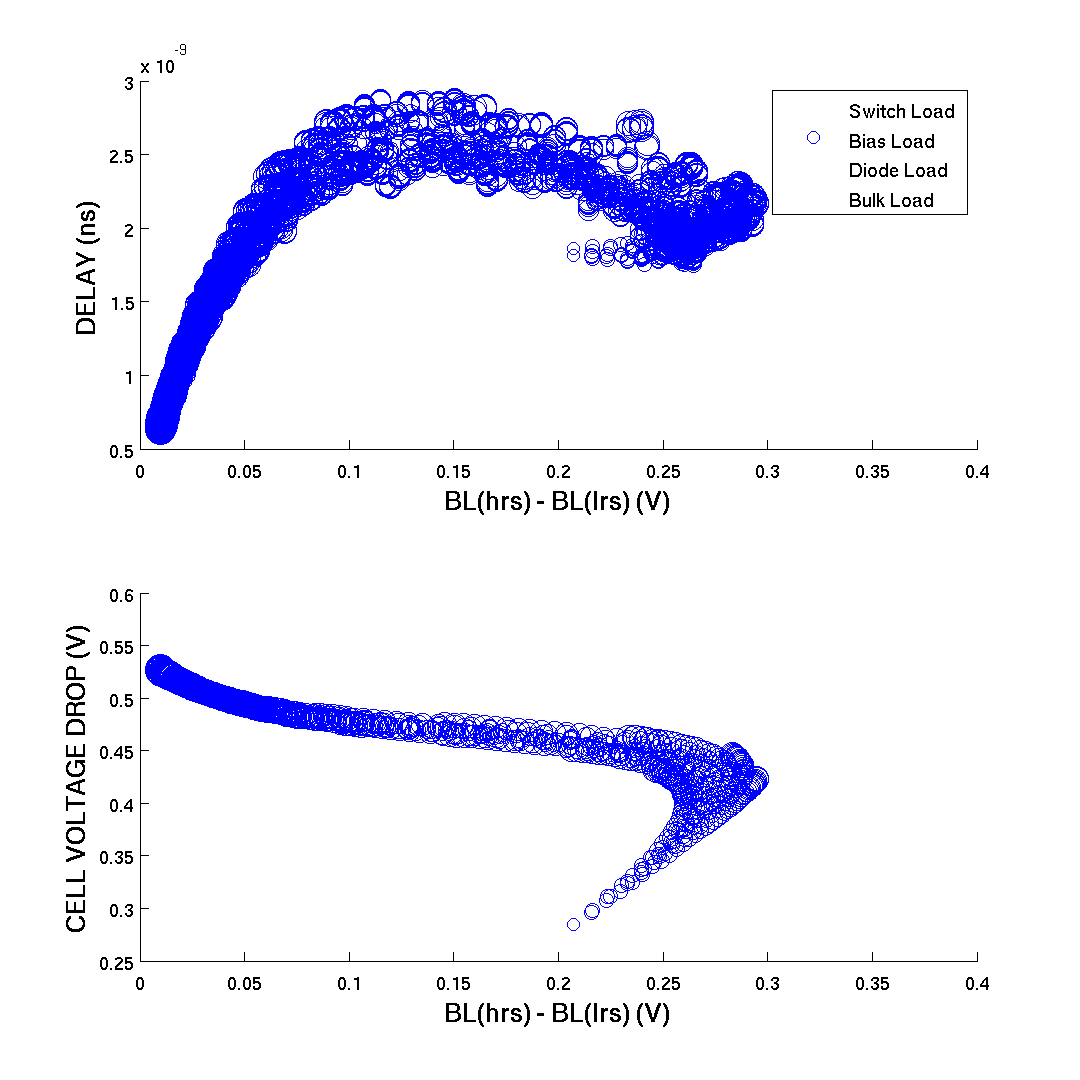 x 10^-9
3
2.5
2
1.5
1
0.5
DELAY (ns)
0 0.05 0.1 0.15 0.2 0.25 0.3 0.35 0.4
BL(hrs) - BL(lrs) (V)
Switch Load
Bias Load
Diode Load
Bulk Load
0.6
0.55
0.5
0.45
0.4
0.35
0.3
0.25
CELL VOLTAGE DROP (V)
0 0.05 0.1 0.15 0.2 0.25 0.3 0.35 0.4
BL(hrs) - BL(lrs) (V)